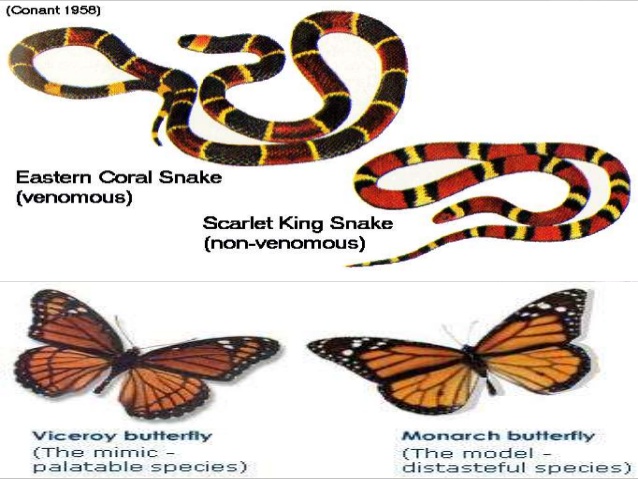 (Conant 1958)
Eastern Coral Snake
(venomous)
Scarlet King Snake
(non-venomous)
Viceroy butterfly
(The mimic -
palatable species)
Monarch butterfly
(The model -
distasteful species)